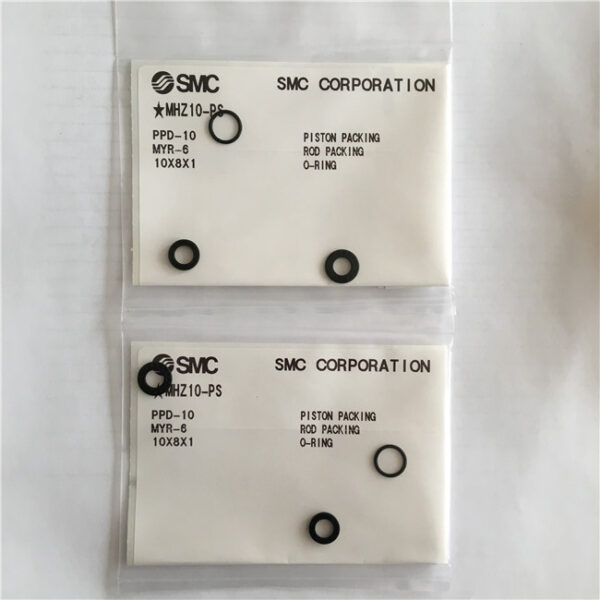 SMC SMC CORPORATION
★MHZ10-PS
PPD-10 PISTON PACKING
MYR-6 ROD PACKING
10X8X1 O-RING
SMC SMC CORPORATION
★MHZ10-PS
PPD-10 PISTON PACKING
MYR-6 ROD PACKING
10X8X1 O-RING